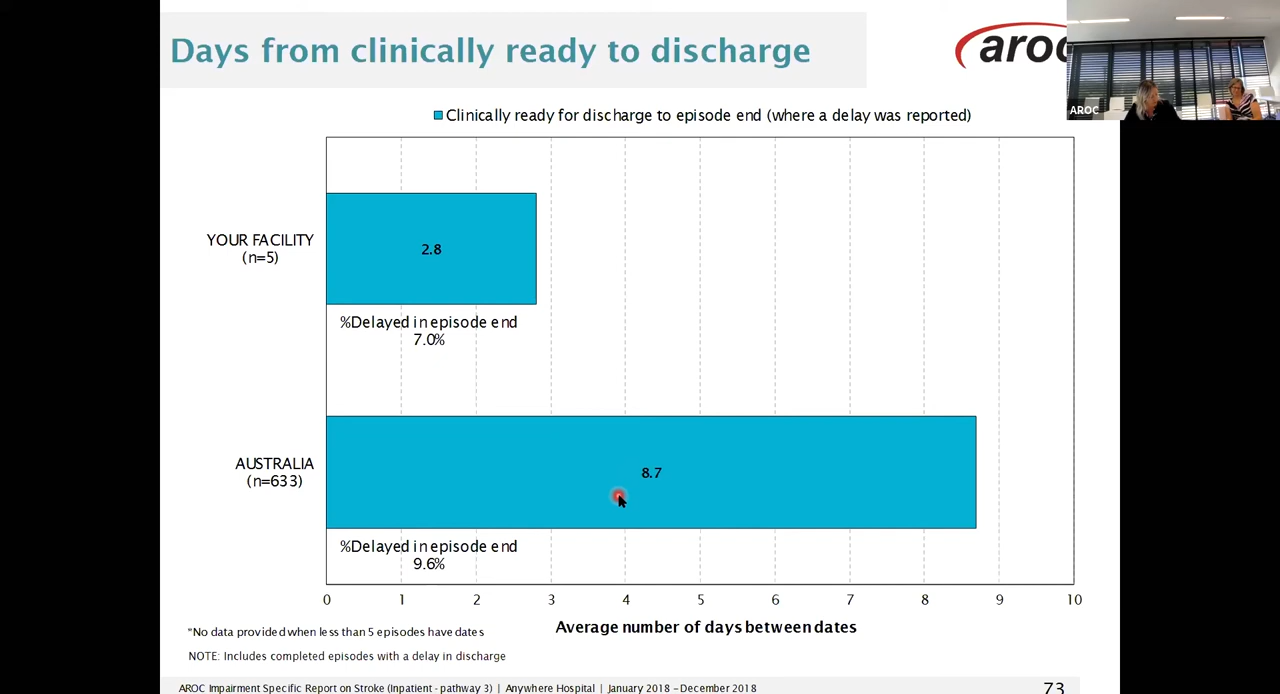 Days from clinically ready to discharge
aroc
AROC
Clinically ready for discharge to episode end (where a delay was reported)
YOUR FACILITY
(n=5)
2.8
%Delayed in episode end
7.0%
AUSTRALIA
(n=633)
8.7
%Delayed in episode end
9.6%
0 1 2 3 4 5 6 7 8 9 10
Average number of days between dates
*No data provided when less than 5 episodes have dates
NOTE: Includes completed episodes with a delay in discharge
AROC Impairment Specific Report on Stroke (Inpatient - pathway 3) | Anywhere Hospital | January 2018 – December 2018
73